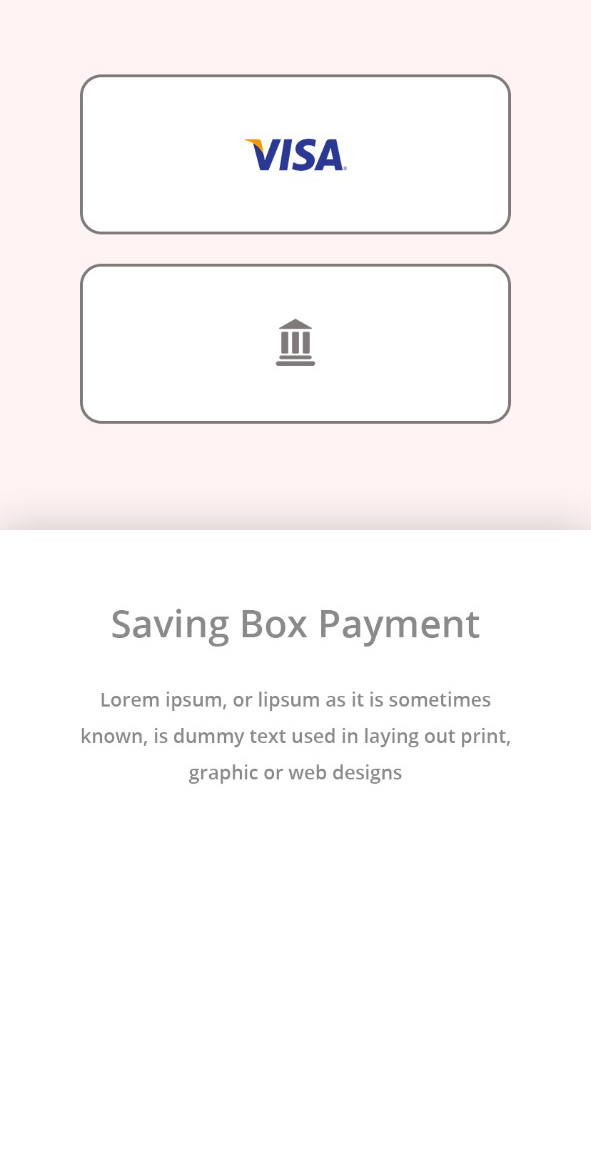 VISA
Saving Box Payment
Lorem ipsum, or lipsum as it is sometimes
known, is dummy text used in laying out print,
graphic or web designs